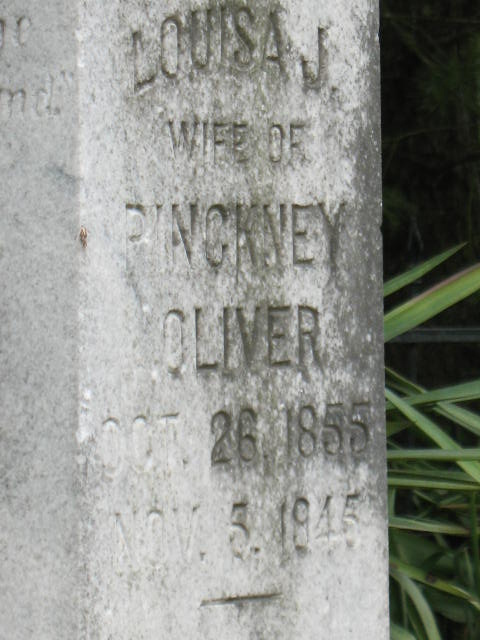 LOUISA J.
WIFE OF
PINCKNEY
OLIVER
OCT. 26, 1855
NOV. 5, 1945